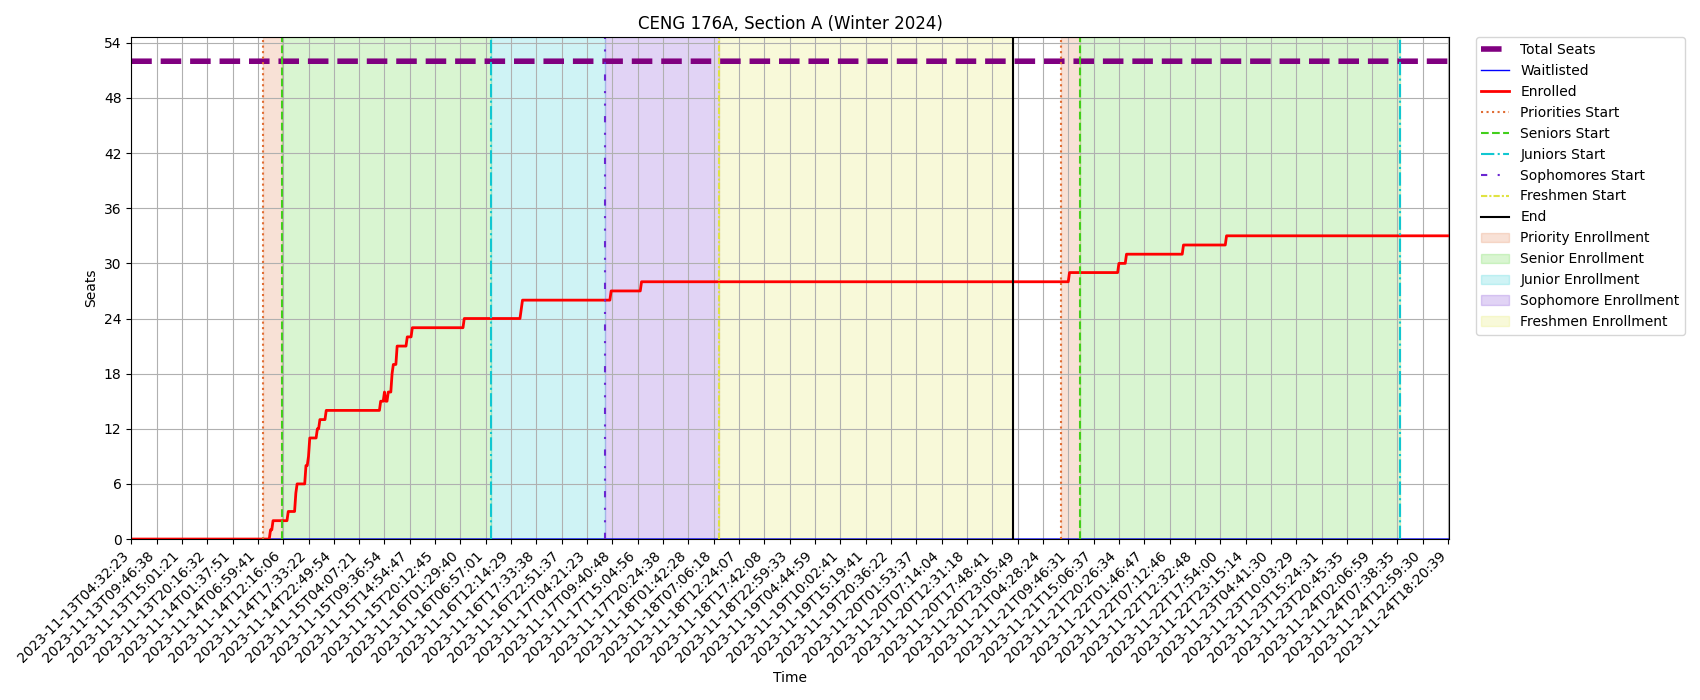 CENG 176A, Section A (Winter 2024)
54
48
42
36
30
24
18
12
6
0
Seats
2023-11-13T04:32:23
2023-11-13T09:46:38
2023-11-13T15:01:21
2023-11-13T20:16:32
2023-11-14T01:37:51
2023-11-14T06:59:41
2023-11-14T12:16:06
2023-11-14T17:33:22
2023-11-14T22:49:54
2023-11-15T04:07:21
2023-11-15T09:36:54
2023-11-15T14:54:47
2023-11-15T20:12:45
2023-11-16T01:29:40
2023-11-16T06:57:01
2023-11-16T12:14:29
2023-11-16T17:33:38
2023-11-16T22:51:37
2023-11-17T04:21:23
2023-11-17T09:40:48
2023-11-17T15:04:56
2023-11-17T20:24:38
2023-11-18T01:42:28
2023-11-18T07:06:18
2023-11-18T12:24:07
2023-11-18T17:42:08
2023-11-18T22:59:33
2023-11-19T04:44:59
2023-11-19T10:02:41
2023-11-19T15:19:41
2023-11-19T20:36:22
2023-11-20T01:53:37
2023-11-20T07:14:04
2023-11-20T12:31:18
2023-11-20T17:48:41
2023-11-20T23:05:49
2023-11-21T04:28:24
2023-11-21T09:46:31
2023-11-21T15:06:37
2023-11-21T20:26:34
2023-11-22T01:46:47
2023-11-22T07:12:46
2023-11-22T12:32:48
2023-11-22T17:54:00
2023-11-22T23:15:14
2023-11-23T04:41:30
2023-11-23T10:03:29
2023-11-23T15:24:31
2023-11-23T20:45:35
2023-11-24T02:06:59
2023-11-24T07:38:35
2023-11-24T12:59:30
2023-11-24T18:20:39
Time
Total Seats
Waitlisted
Enrolled
Priorities Start
Seniors Start
Juniors Start
Sophomores Start
Freshmen Start
End
Priority Enrollment
Senior Enrollment
Junior Enrollment
Sophomore Enrollment
Freshmen Enrollment